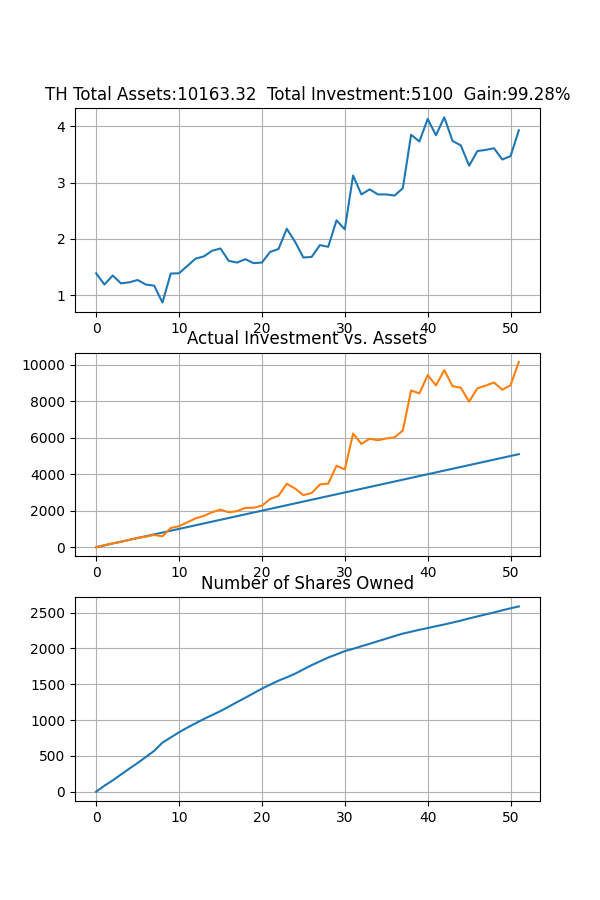 TH Total Assets:10163.32  Total Investment:5100  Gain:99.28%
4
3
2
1
0 10 20 30 40 50
Actual Investment vs. Assets
10000
8000
6000
4000
2000
0
0 10 20 30 40 50
Number of Shares Owned
2500
2000
1500
1000
500
0
0 10 20 30 40 50